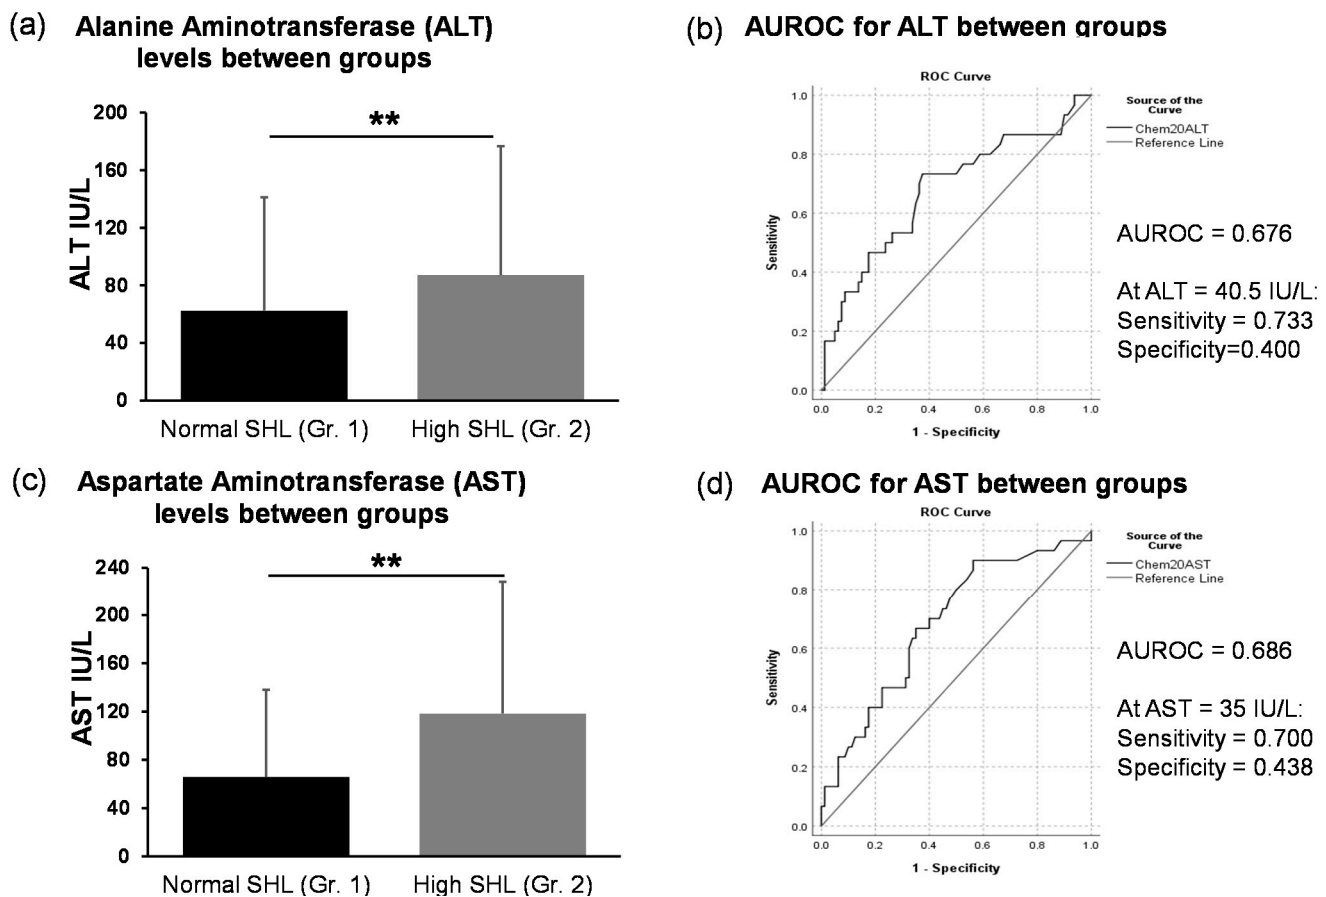 (a) Alanine Aminotransferase (ALT)
levels between groups
**
200
160
120
80
40
0
ALT IU/L
Normal SHL (Gr. 1)
High SHL (Gr. 2)
(b) AUROC for ALT between groups
ROC Curve
1.0
0.8
0.6
0.4
0.2
0.0
Sensitivity
0.0 0.2 0.4 0.6 0.8 1.0
1 - Specificity
Source of the
Curve
Chem20ALT
Reference Line
AUROC = 0.676
At ALT = 40.5 IU/L:
Sensitivity = 0.733
Specificity=0.400
(c) Aspartate Aminotransferase (AST)
levels between groups
**
240
200
160
120
80
40
0
AST IU/L
Normal SHL (Gr. 1)
High SHL (Gr. 2)
(d) AUROC for AST between groups
ROC Curve
1.0
0.8
0.6
0.4
0.2
0.0
Sensitivity
0.0 0.2 0.4 0.6 0.8 1.0
1 - Specificity
Source of the
Curve
Chem20AST
Reference Line
AUROC = 0.686
At AST = 35 IU/L:
Sensitivity = 0.700
Specificity = 0.438